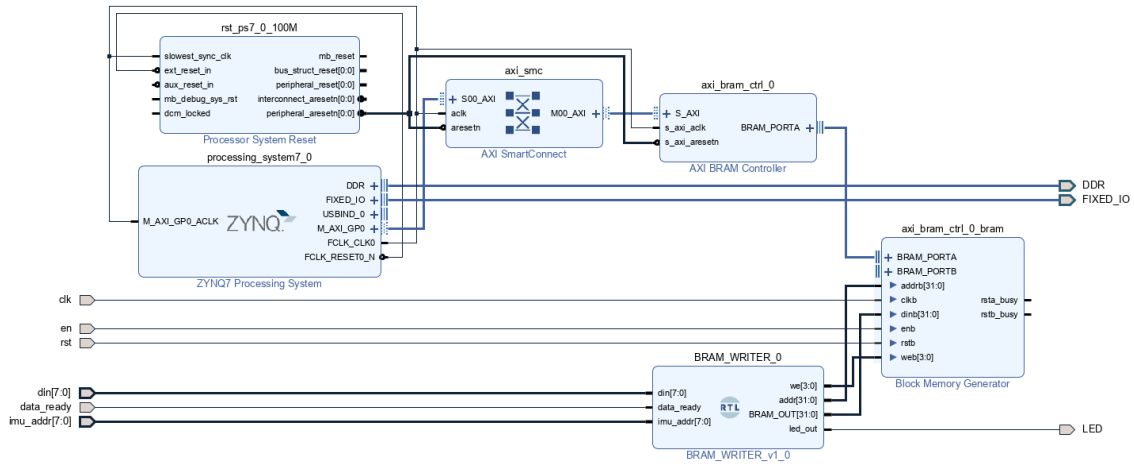 rst_ps7_0_100M
slowest_sync_clk
ext_reset_in
aux_reset_in
mb_debug_sys_rst
dcm_locked
mb_reset
bus_struct_reset[0:0]
peripheral_reset[0:0]
interconnect_aresetn[0:0]
peripheral_aresetn[0:0]
Processor System Reset
axi_smc
S00_AXI
aclk
aresetn
M00_AXI
AXI SmartConnect
axi_bram_ctrl_0
S_AXI
s_axi_aclk
s_axi_aresetn
BRAM_PORTA
AXI BRAM Controller
processing_system7_0
M_AXI_GP0_ACLK
ZYNQ
DDR
FIXED_IO
USBIND_0
M_AXI_GP0
FCLK_CLK0
FCLK_RESET0_N
ZYNQ7 Processing System
DDR
FIXED_IO
axi_bram_ctrl_0_bram
BRAM_PORTA
BRAM_PORTB
addrb[31:0]
clkb
dinb[31:0]
enb
rstb
web[3:0]
rsta_busy
rstb_busy
Block Memory Generator
clk
en
rst
din[7:0]
data_ready
imu_addr[7:0]
BRAM_WRITER_0
din[7:0]
data_ready
imu_addr[7:0]
RTL
we[3:0]
addr[31:0]
BRAM_OUT[31:0]
led_out
BRAM_WRITER_v1_0
LED